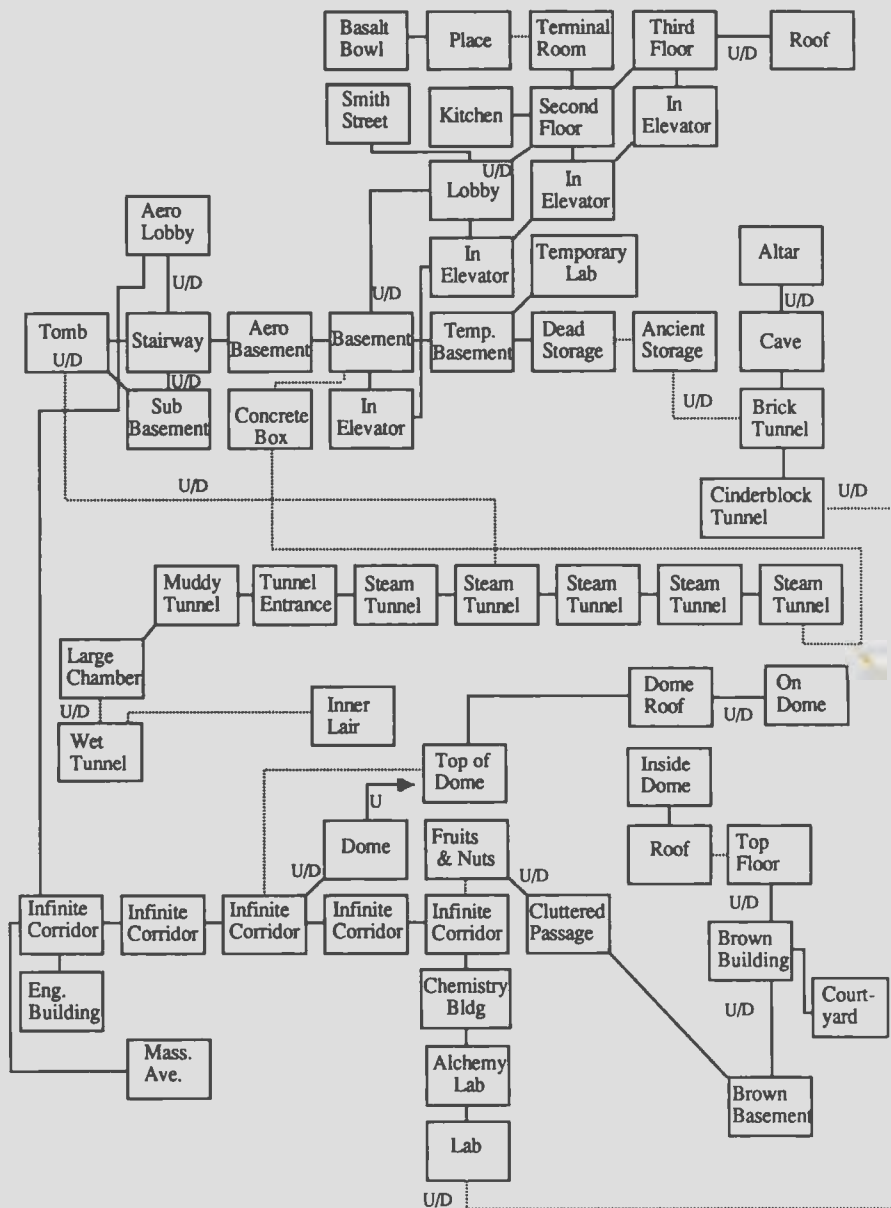 Basalt
Bowl
Place
Terminal
Room
Third
Floor
U/D
Roof
Smith
Street
Kitchen
Second
Floor
In
Elevator
U/D
Lobby
In
Elevator
Aero
Lobby
U/D
In
Elevator
Temporary
Lab
Altar
U/D
U/D
Tomb
U/D
Stairway
Aero
Basement
Basement
Temp.
Basement
Dead
Storage
Ancient
Storage
Cave
U/D
Sub
Basement
Concrete
Box
In
Elevator
U/D
Brick
Tunnel
U/D
Cinderblock
Tunnel
U/D
Muddy
Tunnel
Tunnel
Entrance
Steam
Tunnel
Steam
Tunnel
Steam
Tunnel
Steam
Tunnel
Steam
Tunnel
Large
Chamber
U/D
Wet
Tunnel
Inner
Lair
Dome
Roof
U/D
On
Dome
Top of
Dome
U
Inside
Dome
Dome
U/D
Fruits
& Nuts
U/D
Roof
Top
Floor
U/D
Infinite
Corridor
Infinite
Corridor
Infinite
Corridor
Infinite
Corridor
Infinite
Corridor
Cluttered
Passage
Brown
Building
U/D
Eng.
Building
Chemistry
Bldg
Court-
yard
Mass.
Ave.
Alchemy
Lab
Brown
Basement
Lab
U/D